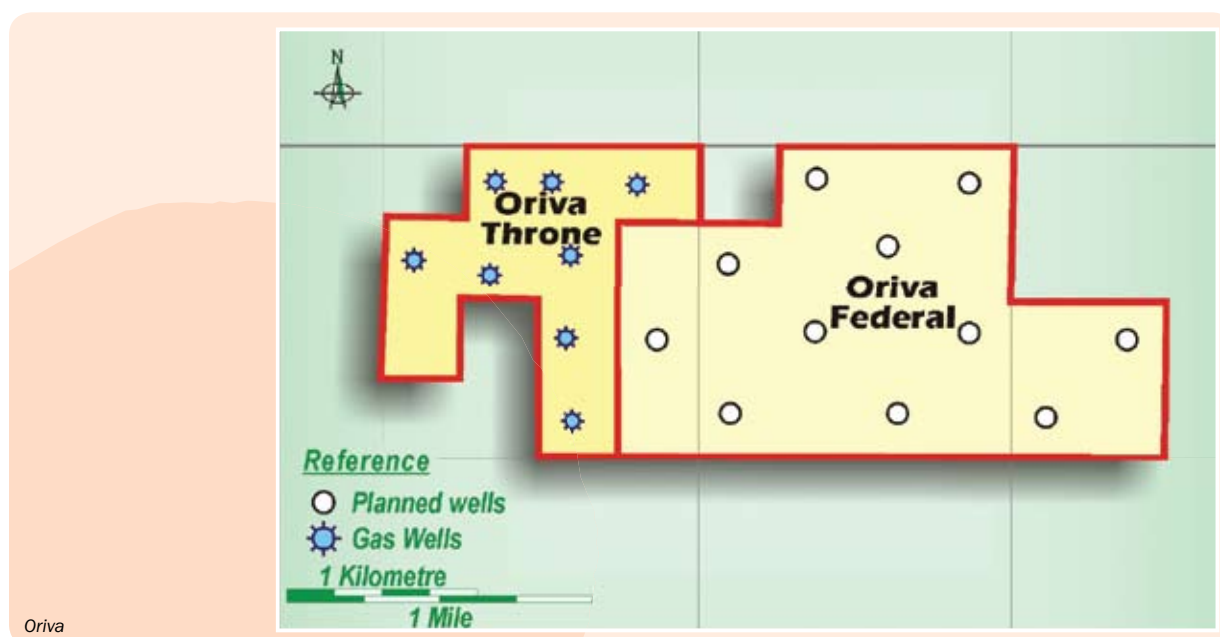 N
Oriva
Throne
Oriva
Federal
Reference
Planned wells
Gas Wells
1 Kilometre
1 Mile
Oriva